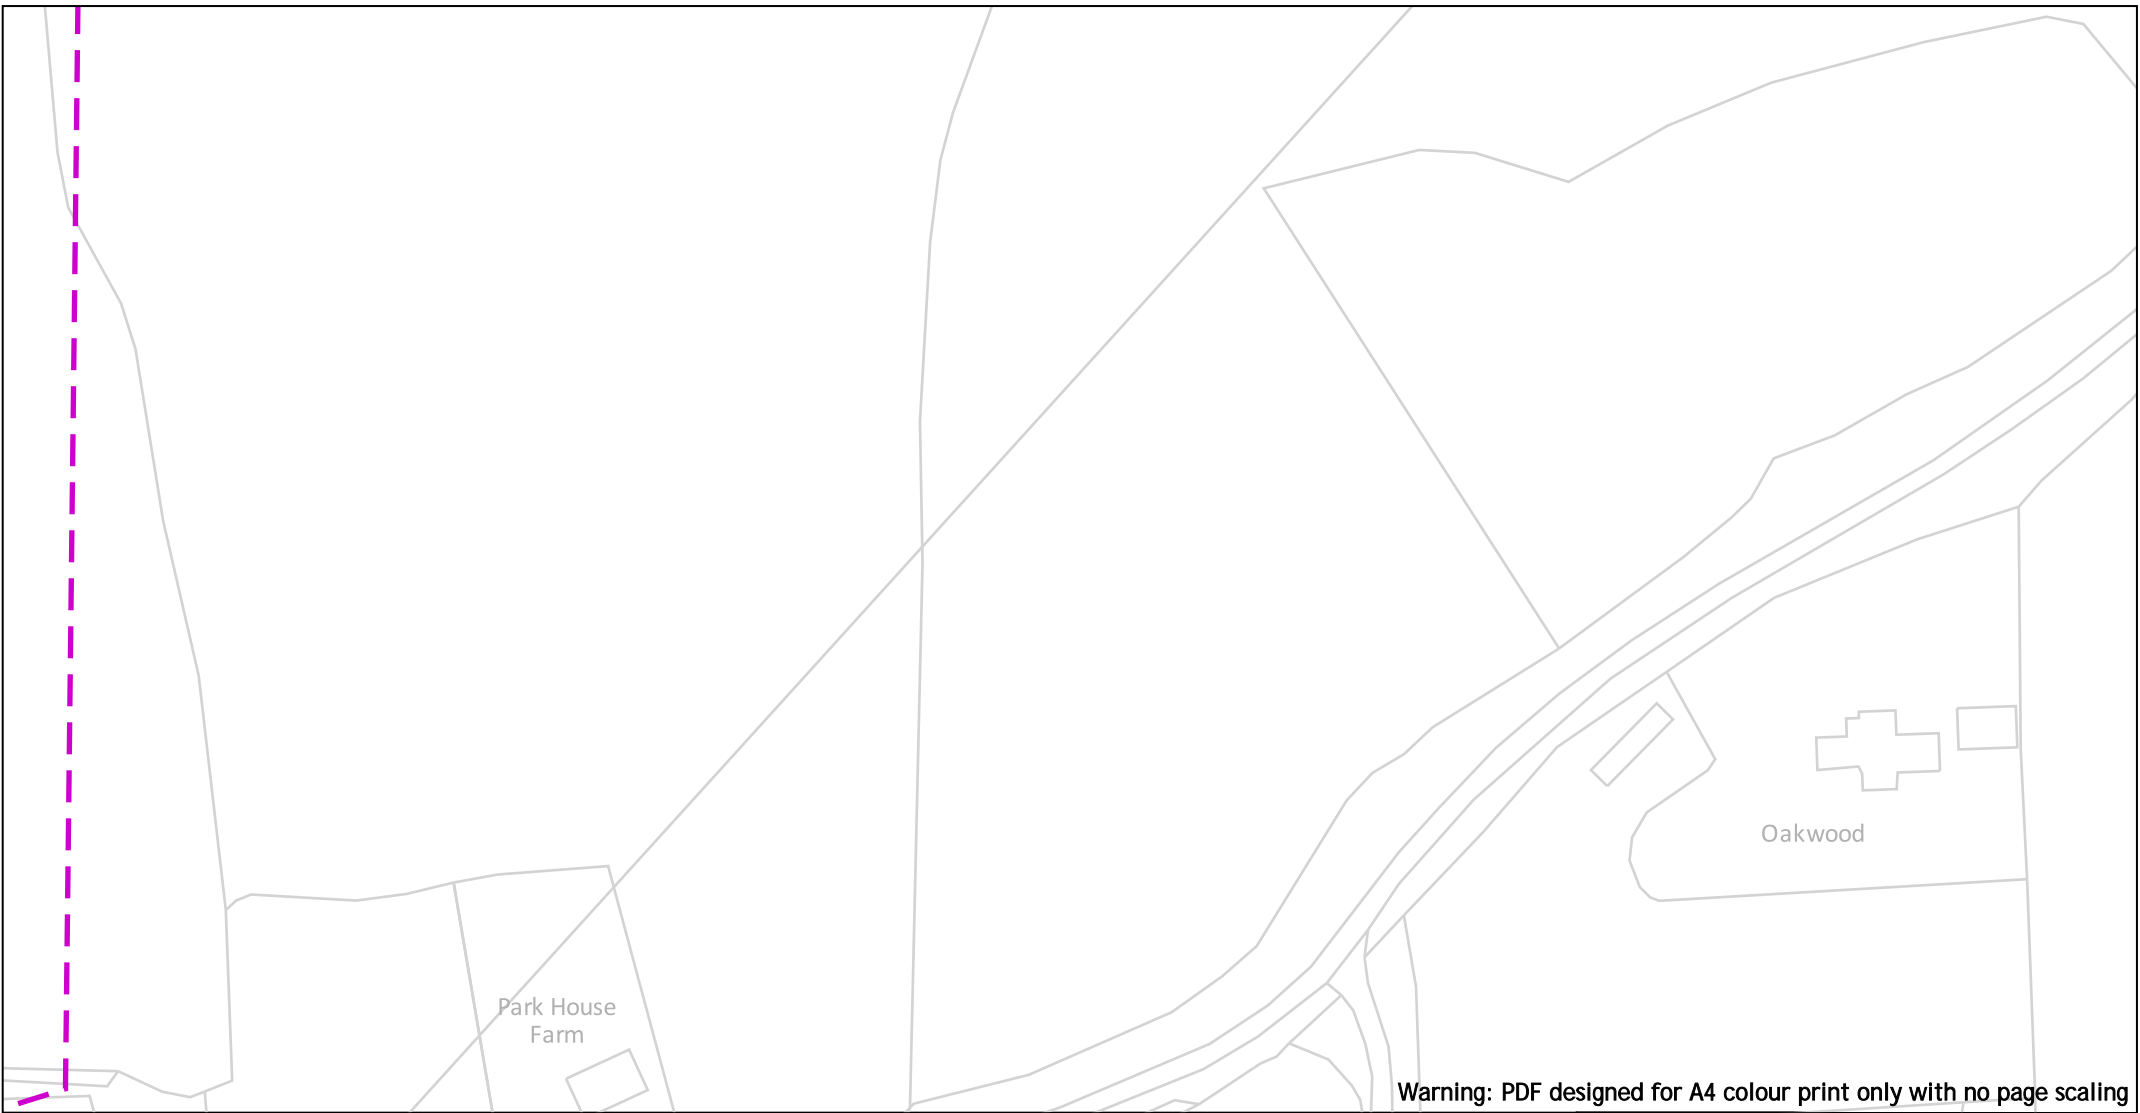 Oakwood
Park House
Farm
Warning: PDF designed for A4 colour print only with no page scaling